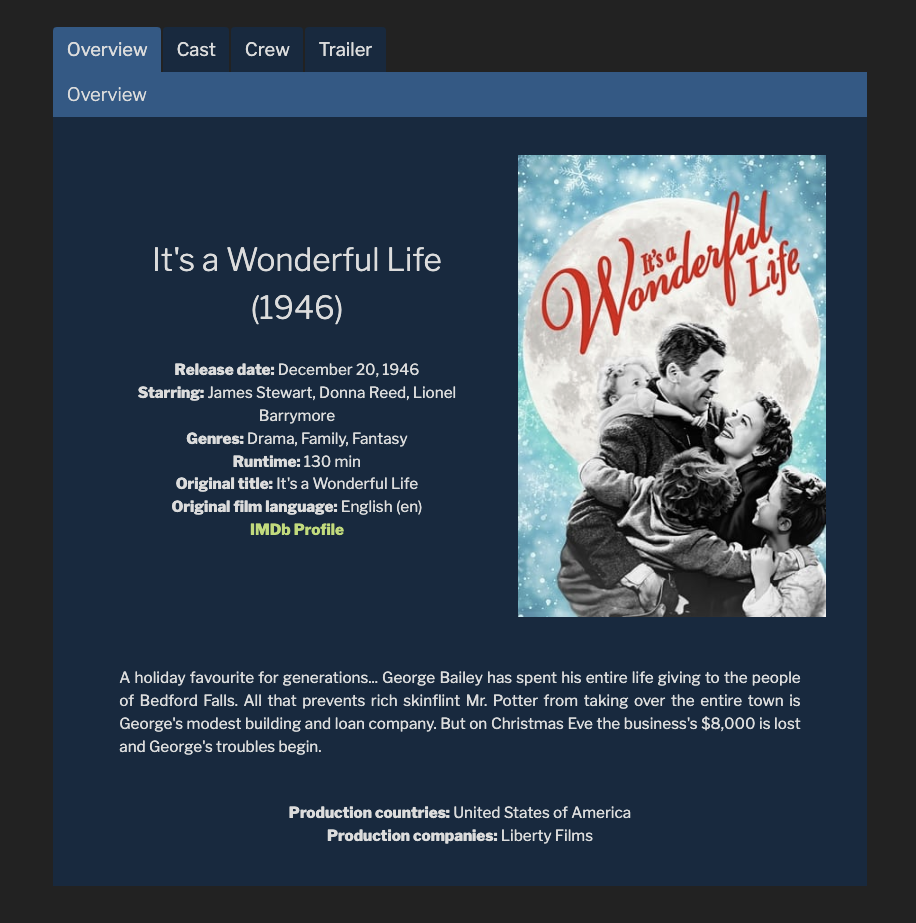 Overview Cast Crew Trailer
Overview
It's a Wonderful Life
(1946)
Release date: December 20, 1946
Starring: James Stewart, Donna Reed, Lionel
Barrymore
Genres: Drama, Family, Fantasy
Runtime: 130 min
Original title: It's a Wonderful Life
Original film language: English (en)
IMDb Profile
It's a
Wonderful
Life
A holiday favourite for generations... George Bailey has spent his entire life giving to the people
of Bedford Falls. All that prevents rich skinflint Mr. Potter from taking over the entire town is
George's modest building and loan company. But on Christmas Eve the business's $8,000 is lost
and George's troubles begin.
Production countries: United States of America
Production companies: Liberty Films